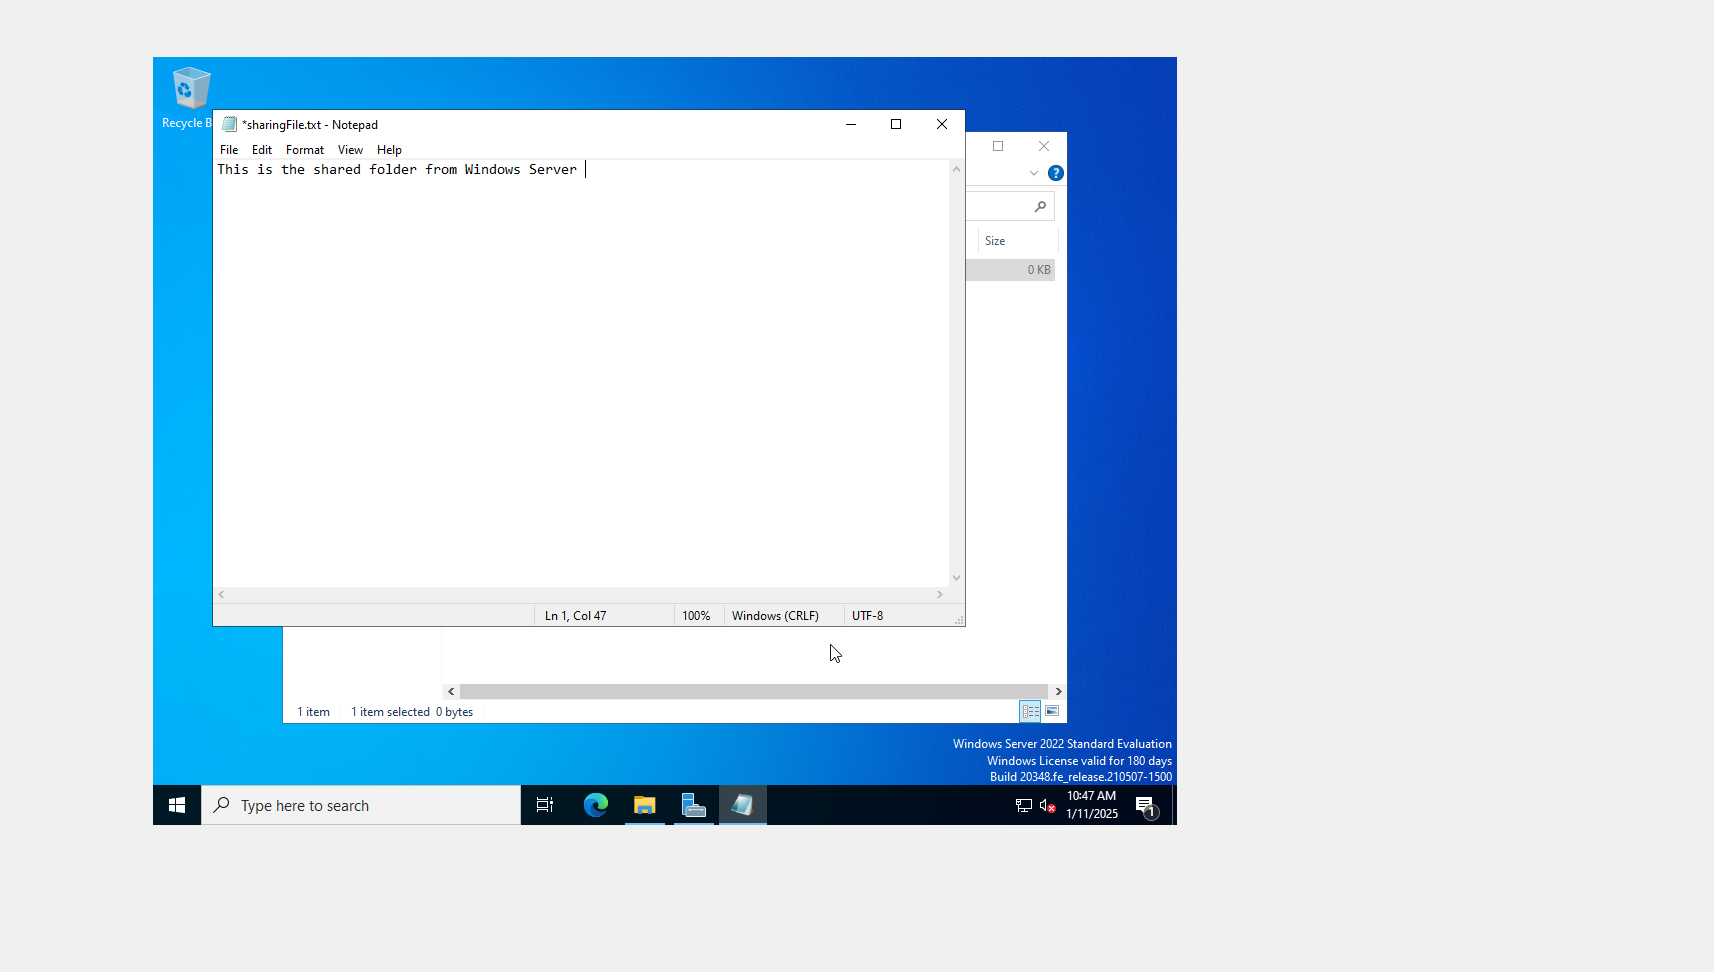 Recycle B
*sharingFile.txt - Notepad
File Edit Format View Help
This is the shared folder from Windows Server
?
Size
0 KB
Ln 1, Col 47 100% Windows (CRLF) UTF-8
1 item 1 item selected 0 bytes
Windows Server 2022 Standard Evaluation
Windows License valid for 180 days
Build 20348.fe_release.210507-1500
Type here to search
10:47 AM
1/11/2025
1